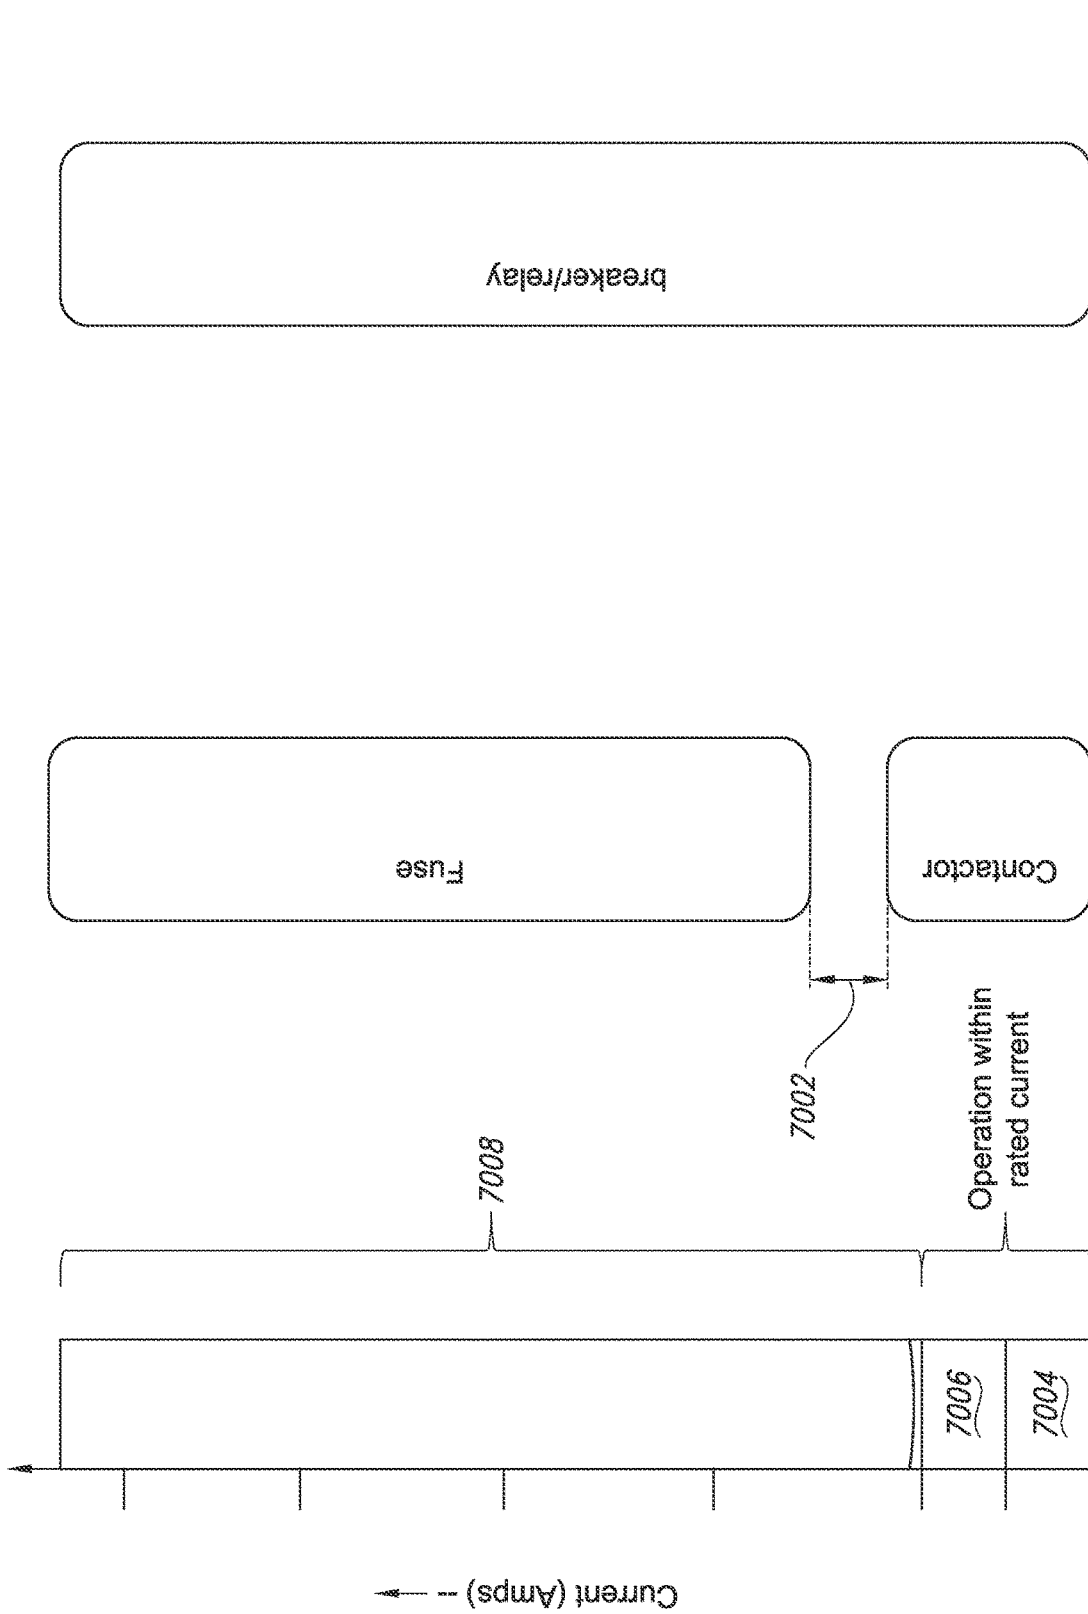 breaker/relay
Fuse
Contactor
7002
Operation within
rated current
7008
7006
7004
Current (Amps) --